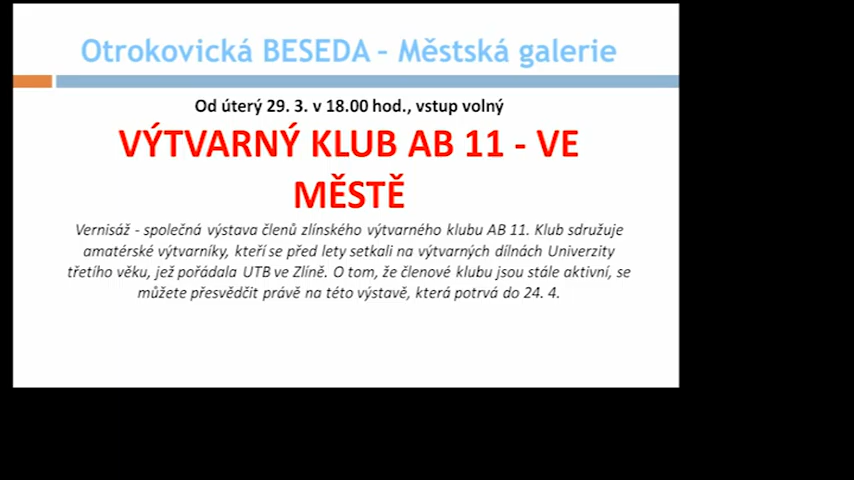 Otrokovická BESEDA – Městská galerie
Od úterý 29. 3. v 18.00 hod., vstup volný
VÝTVARNÝ KLUB AB 11 - VE
MĚSTĚ
Vernisáž - společná výstava členů zlínského výtvarného klubu AB 11. Klub sdružuje
amatérské výtvarníky, kteří se před lety setkali na výtvarných dílnách Univerzity
třetího věku, jež pořádala UTB ve Zlíně. O tom, že členové klubu jsou stále aktivní, se
můžete přesvědčit právě na této výstavě, která potrvá do 24. 4.